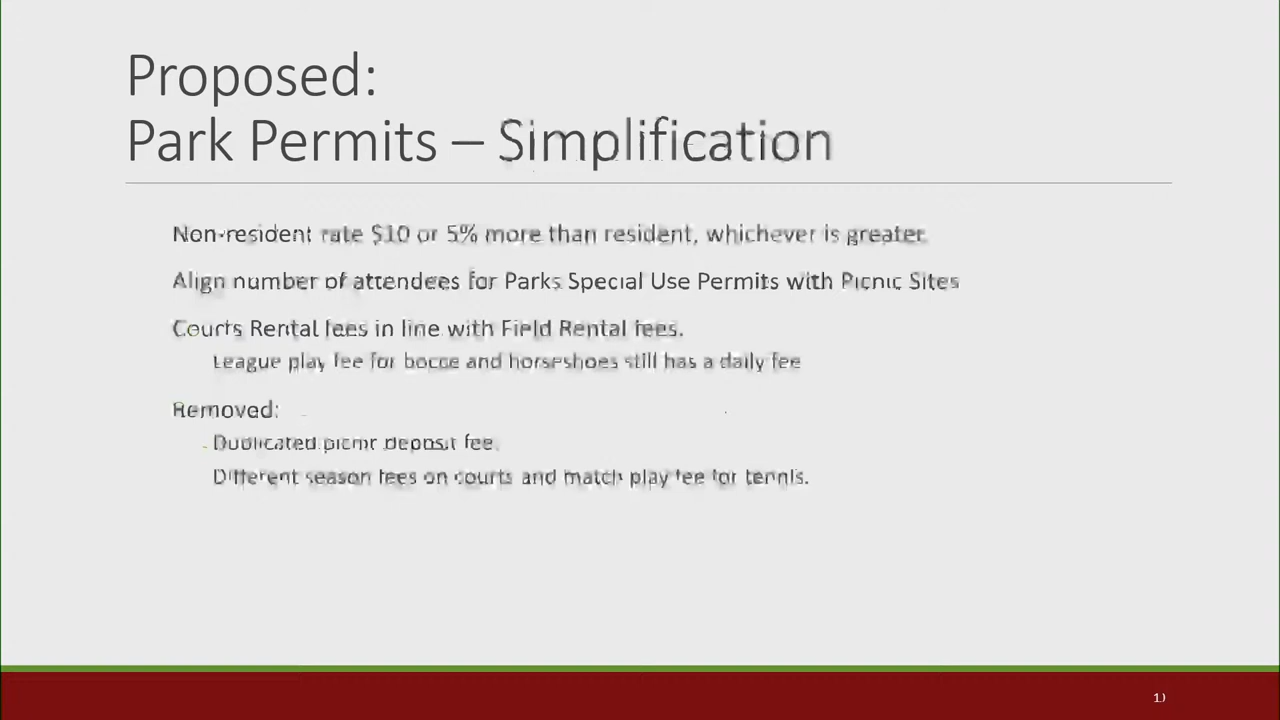 Proposed:
Park Permits – Simplification
Non-resident rate $10 or 5% more than resident, whichever is greater
Align number of attendees for Parks Special Use Permits with Picnic Sites
Courts Rental fees in line with Field Rental fees.
League play fee for bocce and horseshoes still has a daily fee
Removed:
Duplicated picnic deposit fee
Different season fees on courts and match play fee for tennis.